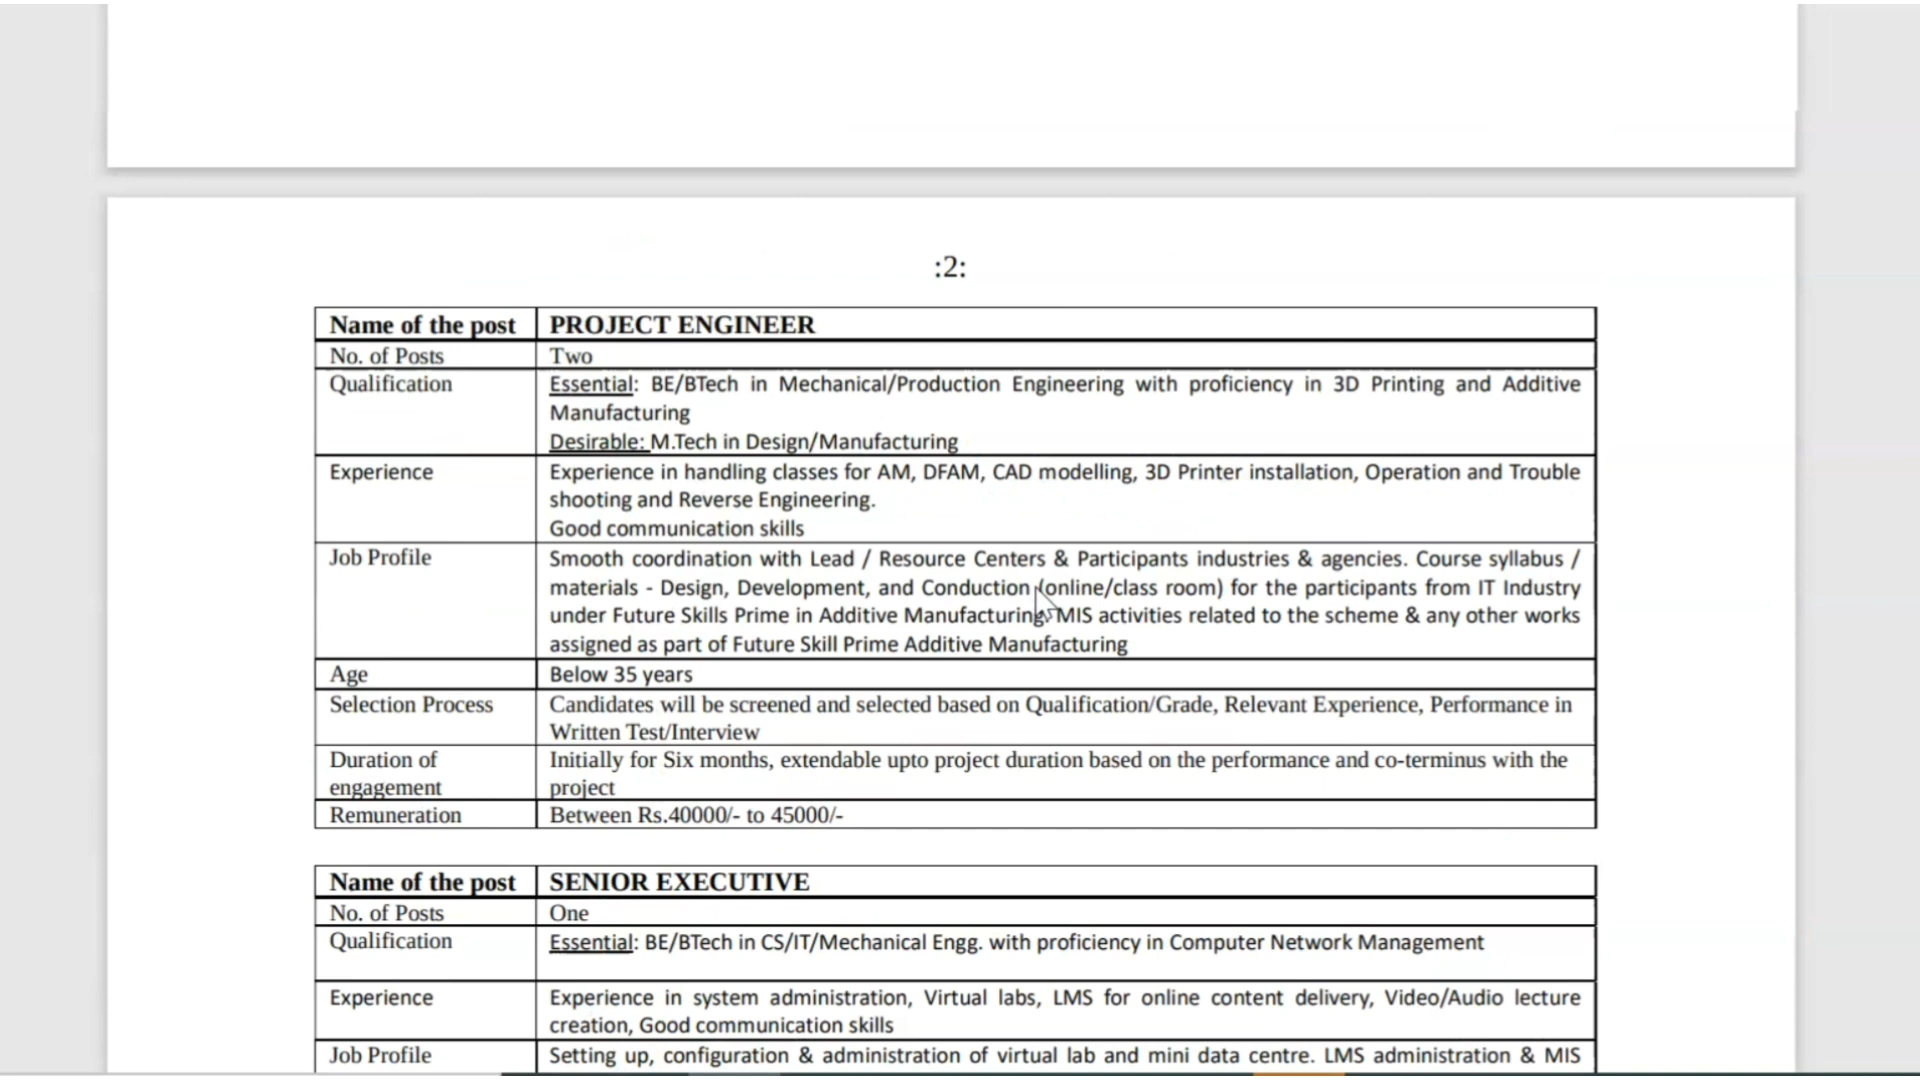 :2:
Name of the post PROJECT ENGINEER
No. of Posts Two
Qualification Essential: BE/BTech in Mechanical/Production Engineering with proficiency in 3D Printing and Additive
Manufacturing
Desirable: M.Tech in Design/Manufacturing
Experience Experience in handling classes for AM, DFAM, CAD modelling, 3D Printer installation, Operation and Trouble
shooting and Reverse Engineering.
Good communication skills
Job Profile Smooth coordination with Lead / Resource Centers & Participants industries & agencies. Course syllabus /
materials - Design, Development, and Conduction (online/class room) for the participants from IT Industry
under Future Skills Prime in Additive Manufacturing. MIS activities related to the scheme & any other works
assigned as part of Future Skill Prime Additive Manufacturing
Age Below 35 years
Selection Process Candidates will be screened and selected based on Qualification/Grade, Relevant Experience, Performance in
Written Test/Interview
Duration of Initially for Six months, extendable upto project duration based on the performance and co-terminus with the
engagement project
Remuneration Between Rs.40000/- to 45000/-
Name of the post SENIOR EXECUTIVE
No. of Posts One
Qualification Essential: BE/BTech in CS/IT/Mechanical Engg. with proficiency in Computer Network Management
Experience Experience in system administration, Virtual labs, LMS for online content delivery, Video/Audio lecture
creation, Good communication skills
Job Profile Setting up, configuration & administration of virtual lab and mini data centre. LMS administration & MIS